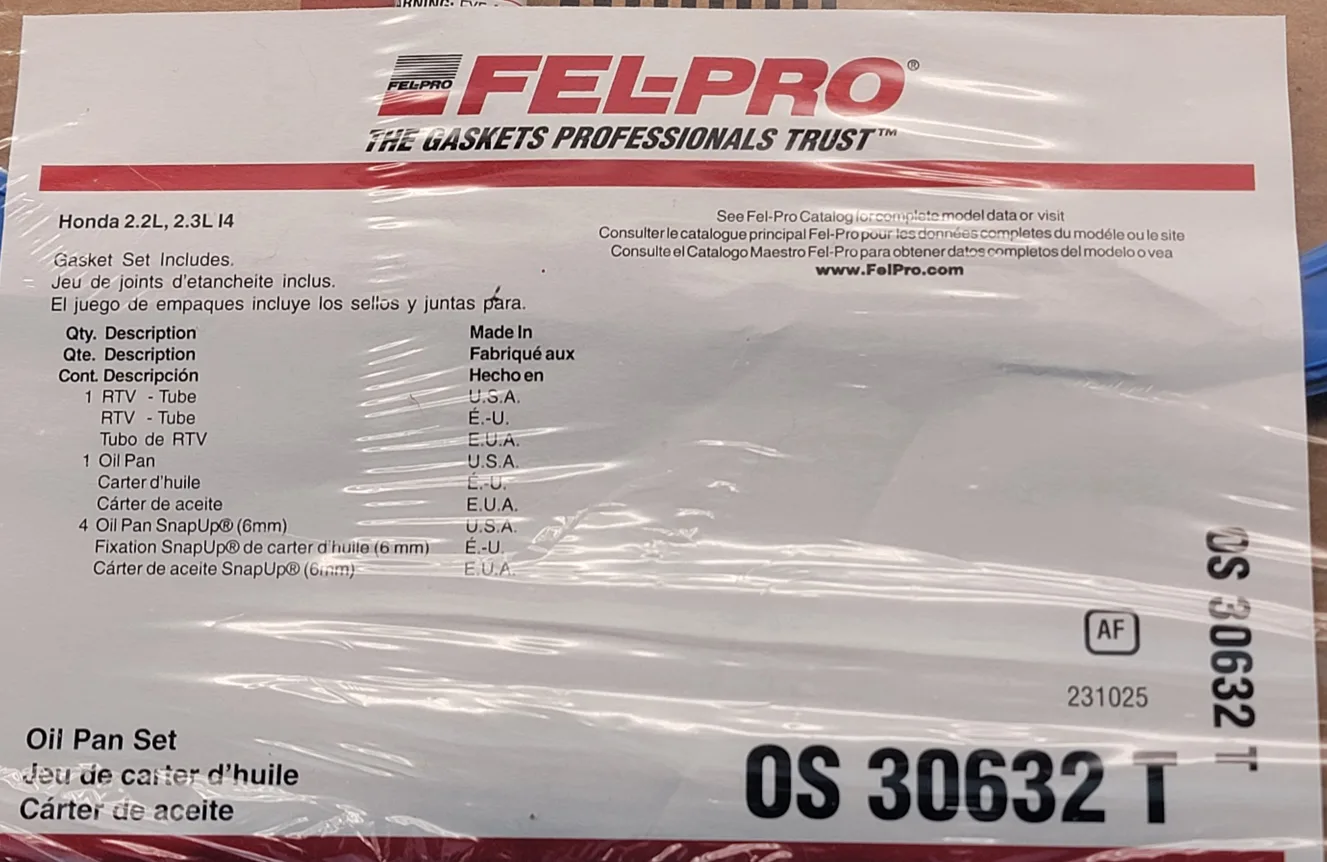 FEL-PRO
FEL-PRO®
THE GASKETS PROFESSIONALS TRUST™
Honda 2.2L, 2.3L I4
See Fel-Pro Catalog for complete model data or visit
Consulter le catalogue principal Fel-Pro pour les données completes du modéle ou le site
Consulte el Catalogo Maestro Fel-Pro para obtener datos completos del modelo o vea
www.FelPro.com
Gasket Set Includes.
Jeu de joints d'etancheite inclus.
El juego de empaques incluye los sellos y juntas para.
Qty. Description Made In
Qte. Description Fabriqué aux
Cont. Descripción Hecho en
1 RTV - Tube U.S.A.
RTV - Tube É.-U.
Tubo de RTV E.U.A.
1 Oil Pan U.S.A.
Carter d'huile É.-U.
Cárter de aceite E.U.A.
4 Oil Pan SnapUp® (6mm) U.S.A.
Fixation SnapUp® de carter d'huile (6 mm) É.-U.
Cárter de aceite SnapUp® (6mm) E.U.A.
AF
231025
OS 30632 T
Oil Pan Set
Jeu de carter d'huile
Cárter de aceite
OS 30632 T